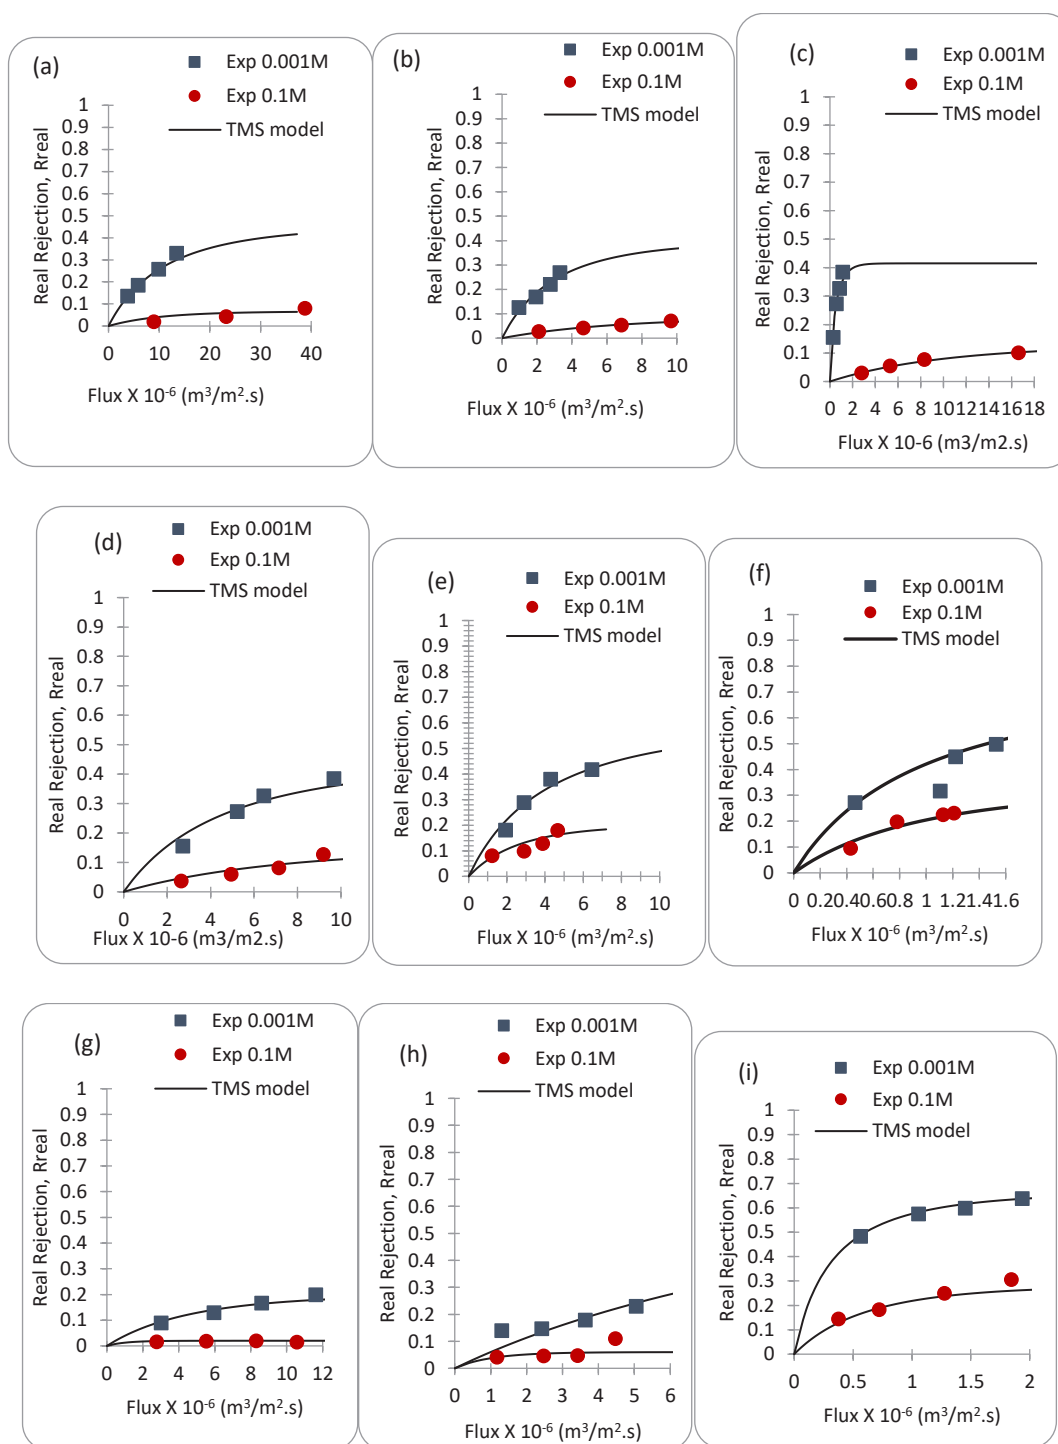 (a)
Exp 0.001M
Exp 0.1M
TMS model
Real Rejection, Rreal
1
0.9
0.8
0.7
0.6
0.5
0.4
0.3
0.2
0.1
0
0 10 20 30 40
Flux X 10⁻⁶ (m³/m².s)
(b)
Exp 0.001M
Exp 0.1M
TMS model
Real Rejection, Rreal
1
0.9
0.8
0.7
0.6
0.5
0.4
0.3
0.2
0.1
0
0 2 4 6 8 10
Flux X 10⁻⁶ (m³/m².s)
(c)
Exp 0.001M
Exp 0.1M
TMS model
Real Rejection, Rreal
1
0.9
0.8
0.7
0.6
0.5
0.4
0.3
0.2
0.1
0
0 2 4 6 8 10 12 14 16 18
Flux X 10-6 (m3/m2.s)
(d)
Exp 0.001M
Exp 0.1M
TMS model
Real Rejection, Rreal
1
0.9
0.8
0.7
0.6
0.5
0.4
0.3
0.2
0.1
0
0 2 4 6 8 10
Flux X 10-6 (m3/m2.s)
(e)
Exp 0.001M
Exp 0.1M
TMS model
Real Rejection, Rreal
1
0.9
0.8
0.7
0.6
0.5
0.4
0.3
0.2
0.1
0
0 2 4 6 8 10
Flux X 10⁻⁶ (m³/m².s)
(f)
Exp 0.001M
Exp 0.1M
TMS model
Real Rejection, Rreal
1
0.9
0.8
0.7
0.6
0.5
0.4
0.3
0.2
0.1
0
0 0.2 0.4 0.6 0.8 1 1.2 1.4 1.6
Flux X 10⁻⁶ (m³/m².s)
(g)
Exp 0.001M
Exp 0.1M
TMS model
Real Rejection, Rreal
1
0.9
0.8
0.7
0.6
0.5
0.4
0.3
0.2
0.1
0
0 2 4 6 8 10 12
Flux X 10⁻⁶ (m³/m².s)
(h)
Exp 0.001M
Exp 0.1M
TMS model
Real Rejection, Rreal
1
0.9
0.8
0.7
0.6
0.5
0.4
0.3
0.2
0.1
0
0 1 2 3 4 5 6
Flux X 10⁻⁶ (m³/m².s)
(i)
Exp 0.001M
Exp 0.1M
TMS model
Real Rejection, Rreal
1
0.9
0.8
0.7
0.6
0.5
0.4
0.3
0.2
0.1
0
0 0.5 1 1.5 2
Flux X 10⁻⁶ (m³/m².s)